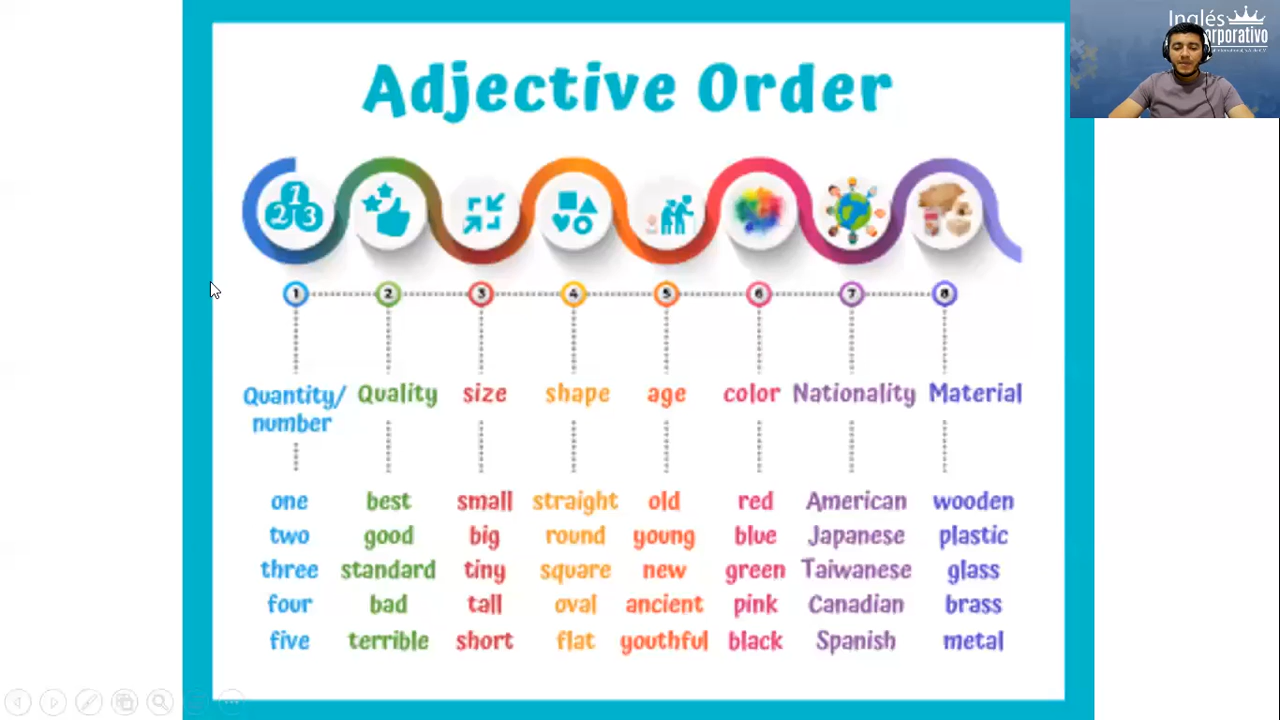 Adjective Order
1 2 3
1 2 3 4 5 6 7 8
Quantity/ Quality size shape age color Nationality Material
number
one best small straight old red American wooden
two good big round young blue Japanese plastic
three standard tiny square new green Taiwanese glass
four bad tall oval ancient pink Canadian brass
five terrible short flat youthful black Spanish metal
Inglés